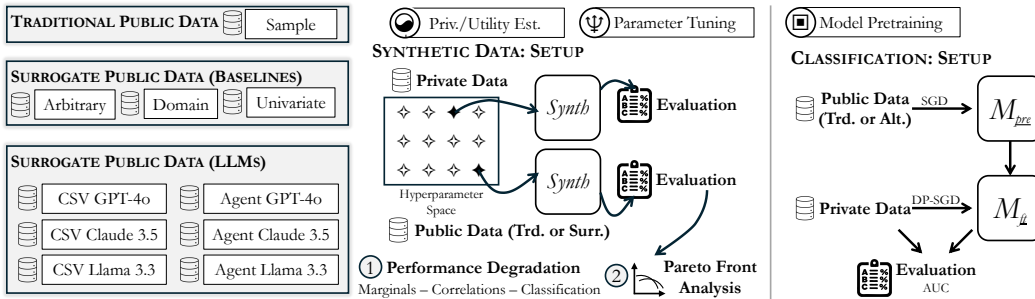 TRADITIONAL PUBLIC DATA
Sample
SURROGATE PUBLIC DATA (BASELINES)
Arbitrary
Domain
Univariate
SURROGATE PUBLIC DATA (LLMS)
CSV GPT-4o
Agent GPT-4o
CSV Claude 3.5
Agent Claude 3.5
CSV Llama 3.3
Agent Llama 3.3
Priv./Utility Est.
Parameter Tuning
SYNTHETIC DATA: SETUP
Private Data
Synth
Evaluation
Synth
Evaluation
Hyperparameter
Space
Public Data (Trd. or Surr.)
1 Performance Degradation
Marginals – Correlations – Classification
2 Pareto Front
Analysis
Model Pretraining
CLASSIFICATION: SETUP
Public Data
(Trd. or Alt.)
SGD
M_pre
Private Data
DP-SGD
M_ft
Evaluation
AUC